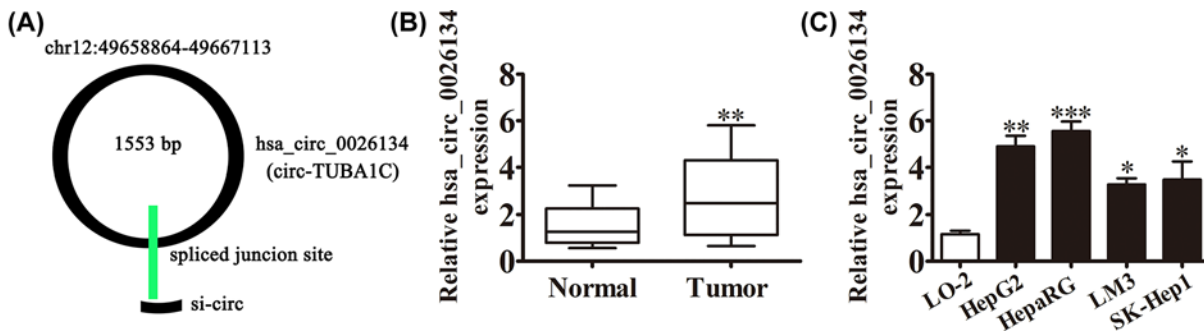 (A)
chr12:49658864-49667113
1553 bp
hsa_circ_0026134
(circ-TUBA1C)
spliced juncion site
si-circ
(B)
Relative hsa_circ_0026134
expression
8
6
4
2
0
**
Normal
Tumor
(C)
Relative hsa_circ_0026134
expression
8
6
4
2
0
**
***
*
*
LO-2
HepG2
HepaRG
LM3
SK-Hep1